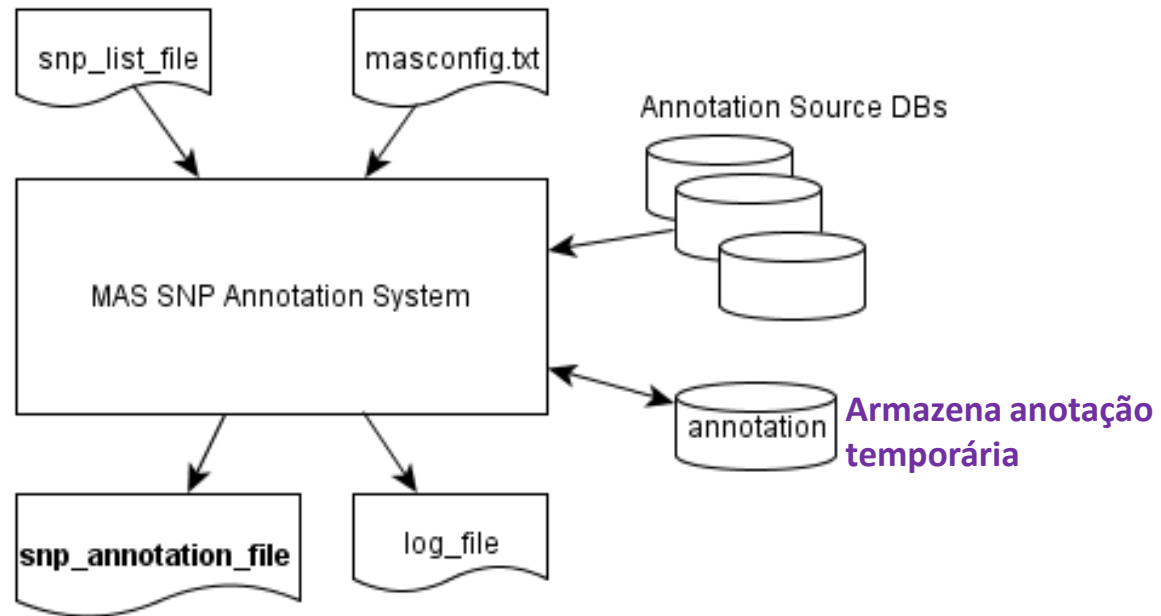 snp_list_file
masconfig.txt
Annotation Source DBs
MAS SNP Annotation System
annotation
Armazena anotação
temporária
snp_annotation_file
log_file